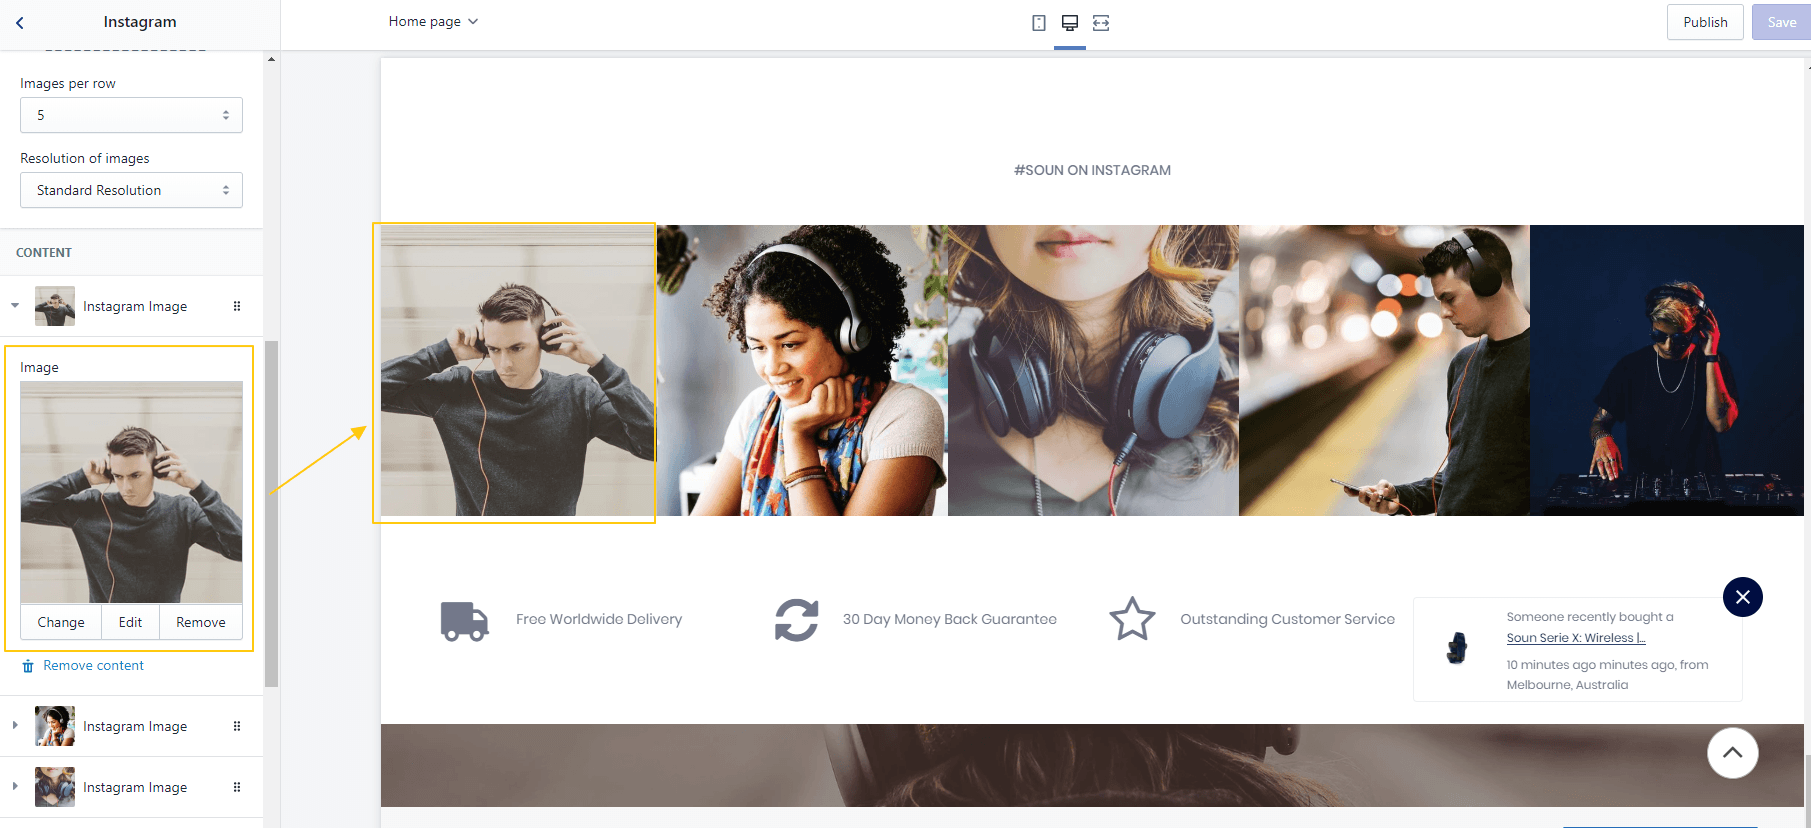 Instagram
Home page
Publish
Save
Images per row
5
Resolution of images
Standard Resolution
CONTENT
Instagram Image
Image
Change
Edit
Remove
Remove content
Instagram Image
Instagram Image
#SOUN ON INSTAGRAM
Free Worldwide Delivery
30 Day Money Back Guarantee
Outstanding Customer Service
Someone recently bought a
Soun Serie X: Wireless |...
10 minutes ago minutes ago, from
Melbourne, Australia